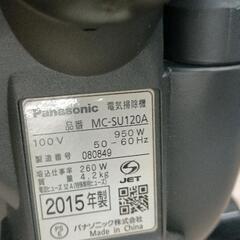 Panasonic 電気掃除機
品番 MC-SU120A
100V 950W
50-60Hz
製造番号 080849
吸込仕事率 260W
質量 4.2kg
2015年製
JET
PS E
パナソニック株式会社
Made in China